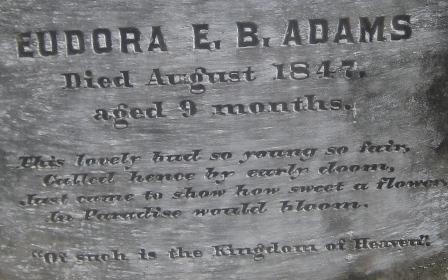 EUDORA E. B. ADAMS
Died August 1847,
aged 9 months.
This lovely bud so young so fair,
Called hence by early doom,
Just came to show how sweet a flower
In Paradise would bloom.
"Of such is the Kingdom of Heaven".